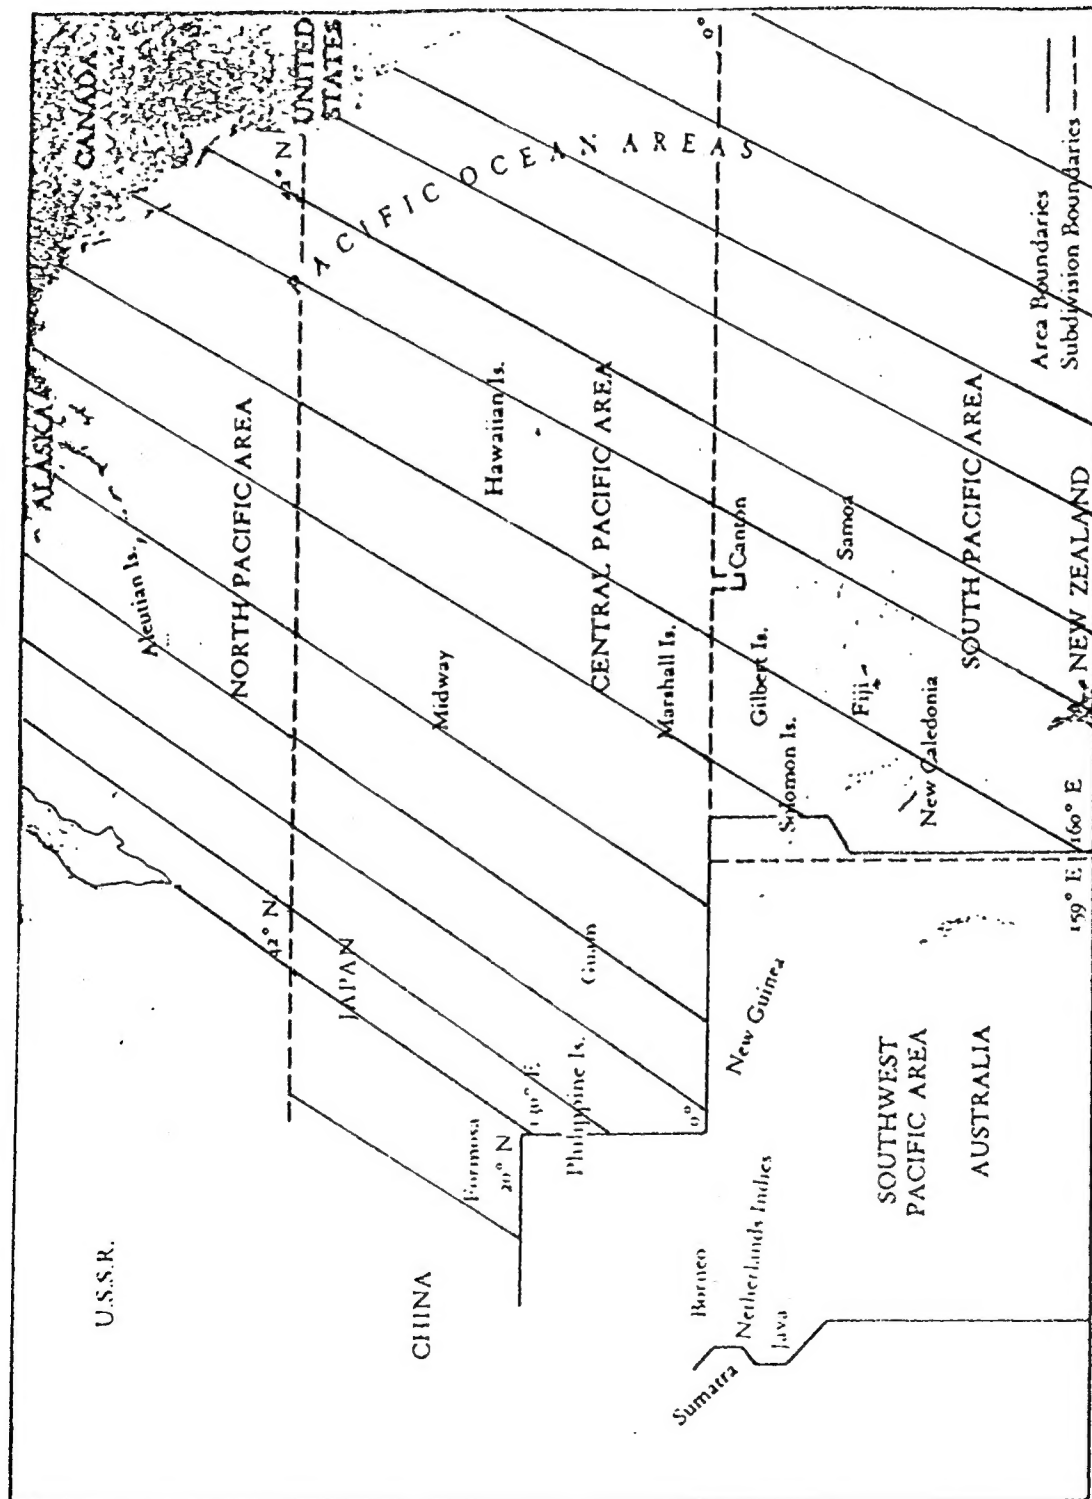 U.S.S.R.
ALASKA
CANADA
Aleutian Is.
NORTH PACIFIC AREA
42° N
42° N
UNITED
STATES
PACIFIC OCEAN AREAS
JAPAN
CHINA
Midway
Hawaiian Is.
Formosa
20° N
130° E.
Philippine Is.
Guam
CENTRAL PACIFIC AREA
Marshall Is.
0°
0°
Borneo
Sumatra
Netherlands Indies
Java
New Guinea
Solomon Is.
Gilbert Is.
Canton
Fiji
Samoa
New Caledonia
SOUTHWEST
PACIFIC AREA
AUSTRALIA
SOUTH PACIFIC AREA
159° E
160° E
NEW ZEALAND
Area Boundaries
Subdivision Boundaries